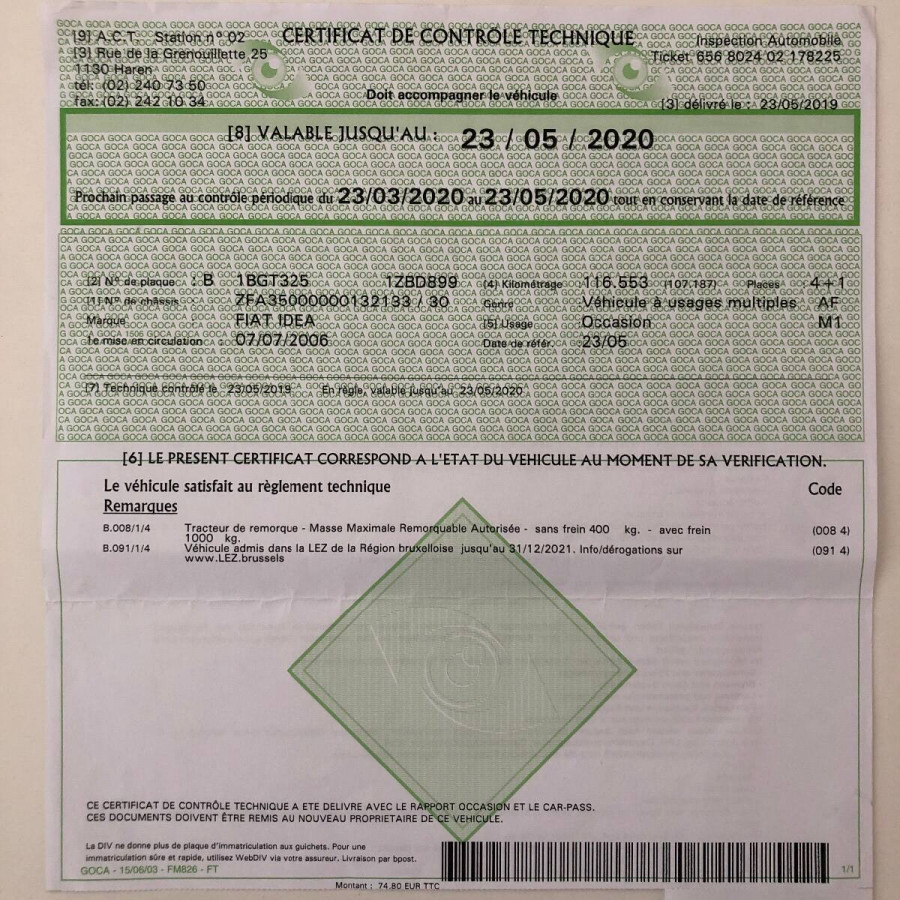 [9] A.C.T. Station n° 02
CERTIFICAT DE CONTROLE TECHNIQUE
Inspection Automobile
[3] Rue de la Grenouillette 25
Ticket 656 8024 02 178225
1130 Haren
tél: (02) 240 73 50
fax: (02) 242 10 34
Doit accompagner le véhicule
[3] délivré le : 23/05/2019
[8] VALABLE JUSQU'AU : 23 / 05 / 2020
Prochain passage au contrôle périodique du 23/03/2020 au 23/05/2020 tout en conservant la date de référence
[2] N° de plaque : B 1BGT325 1ZBD899 (4) Kilométrage 116.553 (107.187) Places 4+1
[1] N° de châssis : ZFA35000000132133 / 30 Genre Véhicule à usages multiples AF
Marque FIAT IDEA [5] Usage Occasion M1
1e mise en circulation : 07/07/2006 Date de référ. 23/05
[7] Technique contrôlé le 23/05/2019 En règle, valable jusqu'au 23/05/2020
[6] LE PRESENT CERTIFICAT CORRESPOND A L'ETAT DU VEHICULE AU MOMENT DE SA VERIFICATION.
Le véhicule satisfait au règlement technique Code
Remarques
B.008/1/4 Tracteur de remorque - Masse Maximale Remorquable Autorisée - sans frein 400 kg. - avec frein (008 4)
1000 kg.
B.091/1/4 Véhicule admis dans la LEZ de la Région bruxelloise jusqu'au 31/12/2021. Info/dérogations sur (091 4)
www.LEZ.brussels
CE CERTIFICAT DE CONTRÔLE TECHNIQUE A ETE DELIVRE AVEC LE RAPPORT OCCASION ET LE CAR-PASS.
CES DOCUMENTS DOIVENT ÊTRE REMIS AU NOUVEAU PROPRIETAIRE DE CE VEHICULE.
La DIV ne donne plus de plaque d'immatriculation aux guichets. Pour une
immatriculation sûre et rapide, utilisez WebDIV via votre assureur. Livraison par bpost.
GOCA - 15/06/03 - FM826 - FT
1/1
Montant : 74.80 EUR TTC